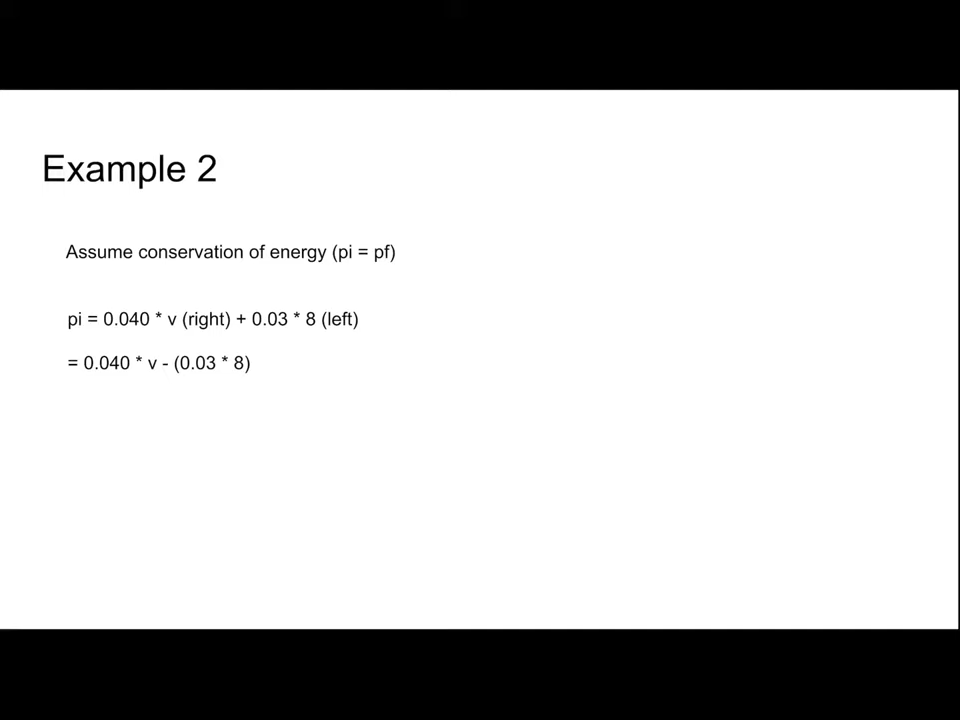 Example 2
Assume conservation of energy (pi = pf)
pi = 0.040 * v (right) + 0.03 * 8 (left)
= 0.040 * v - (0.03 * 8)